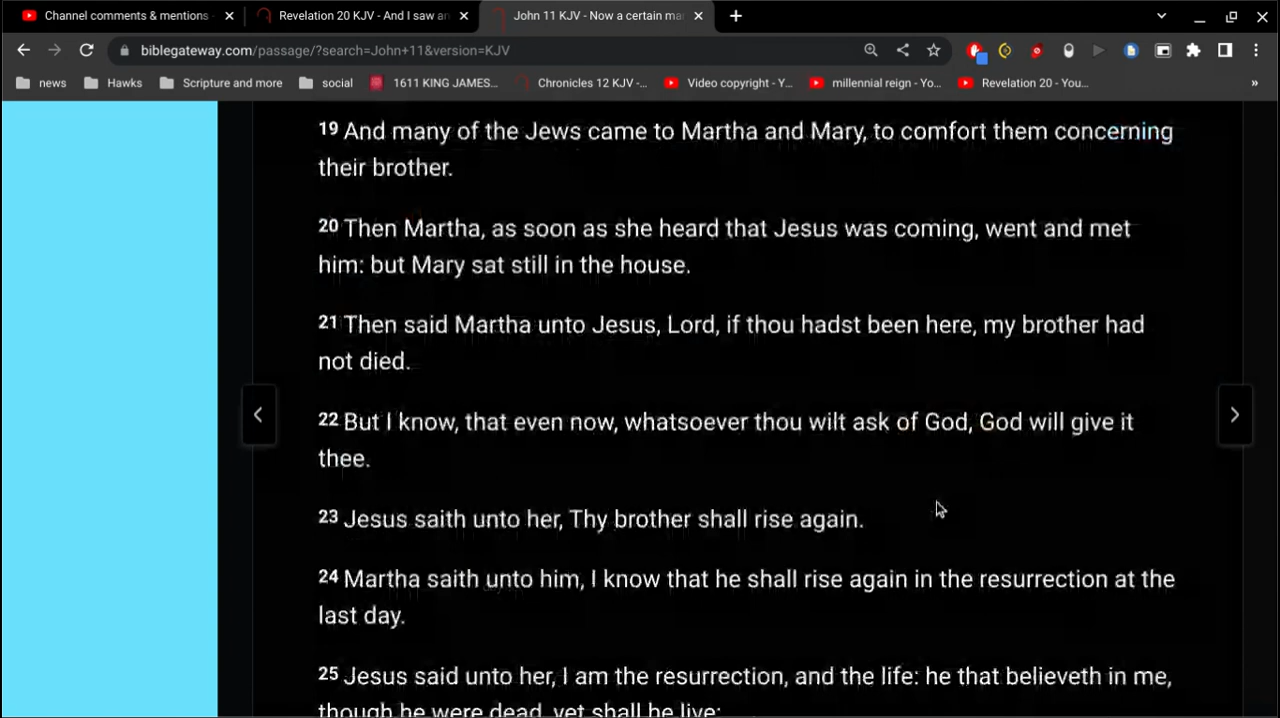 Channel comments & mentions
Revelation 20 KJV - And I saw an
John 11 KJV - Now a certain ma
biblegateway.com/passage/?search=John+11&version=KJV
news
Hawks
Scripture and more
social
1611 KING JAMES...
Chronicles 12 KJV -...
Video copyright - Y...
millennial reign - Yo...
Revelation 20 - You...
»
19 And many of the Jews came to Martha and Mary, to comfort them concerning
their brother.
20 Then Martha, as soon as she heard that Jesus was coming, went and met
him: but Mary sat still in the house.
21 Then said Martha unto Jesus, Lord, if thou hadst been here, my brother had
not died.
22 But I know, that even now, whatsoever thou wilt ask of God, God will give it
thee.
23 Jesus saith unto her, Thy brother shall rise again.
24 Martha saith unto him, I know that he shall rise again in the resurrection at the
last day.
25 Jesus said unto her, I am the resurrection, and the life: he that believeth in me,
though he were dead, yet shall he live: